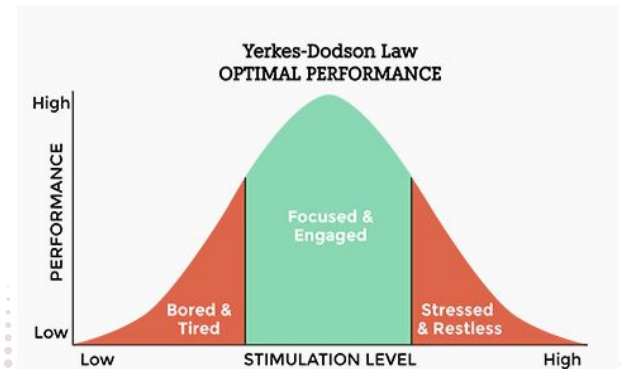 Yerkes-Dodson Law
OPTIMAL PERFORMANCE
High
PERFORMANCE
Focused &
Engaged
Bored &
Tired
Stressed
& Restless
Low
Low
STIMULATION LEVEL
High